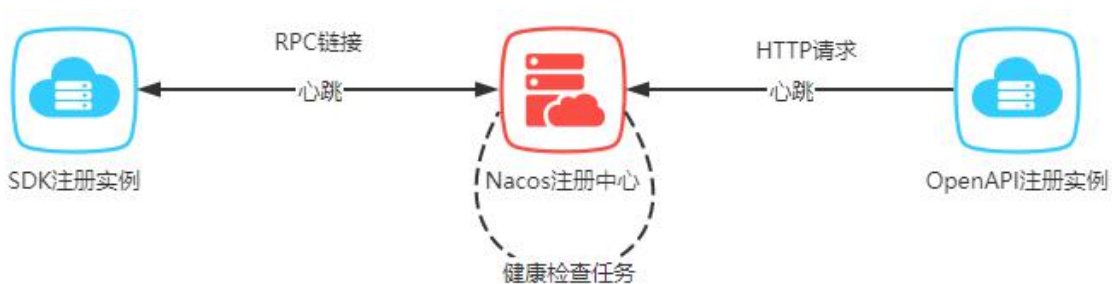 RPC链接
心跳
HTTP请求
心跳
SDK注册实例
Nacos注册中心
OpenAPI注册实例
健康检查任务